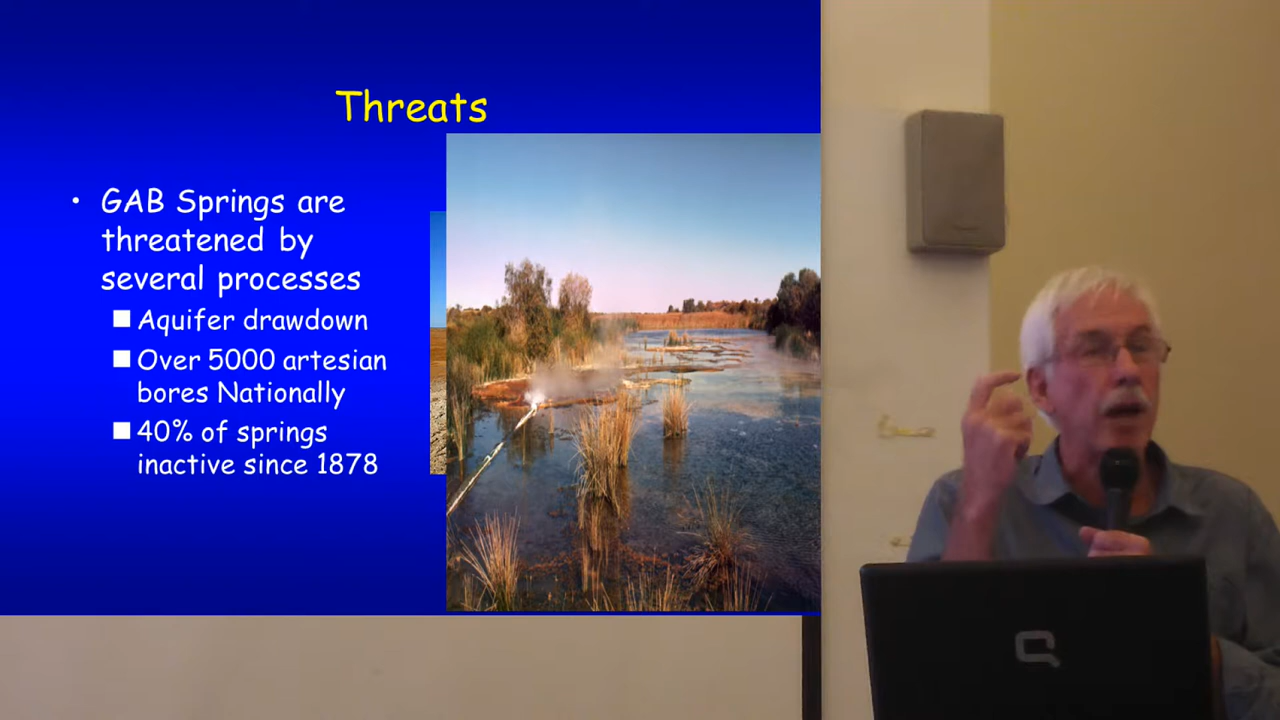 Threats
• GAB Springs are
threatened by
several processes
■ Aquifer drawdown
■ Over 5000 artesian
bores Nationally
■ 40% of springs
inactive since 1878